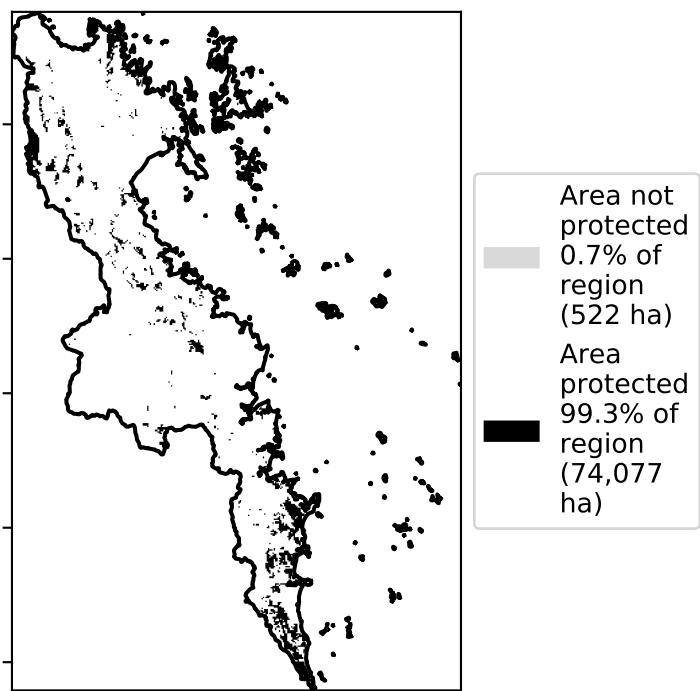 Area not
protected
0.7% of
region
(522 ha)
Area
protected
99.3% of
region
(74,077
ha)